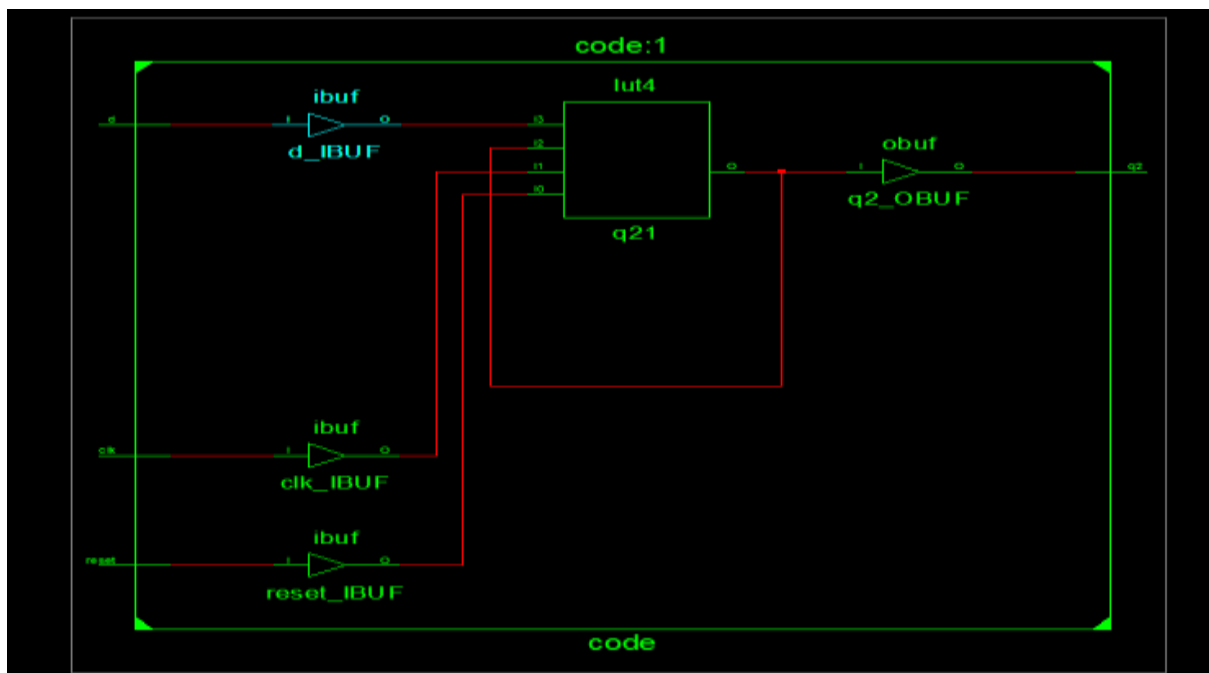 code:1
lut4
ibuf
d
I
O
d_IBUF
I3
I2
I1
I0
O
q21
obuf
I
O
q2
q2_OBUF
ibuf
clk
I
O
clk_IBUF
ibuf
reset
I
O
reset_IBUF
code